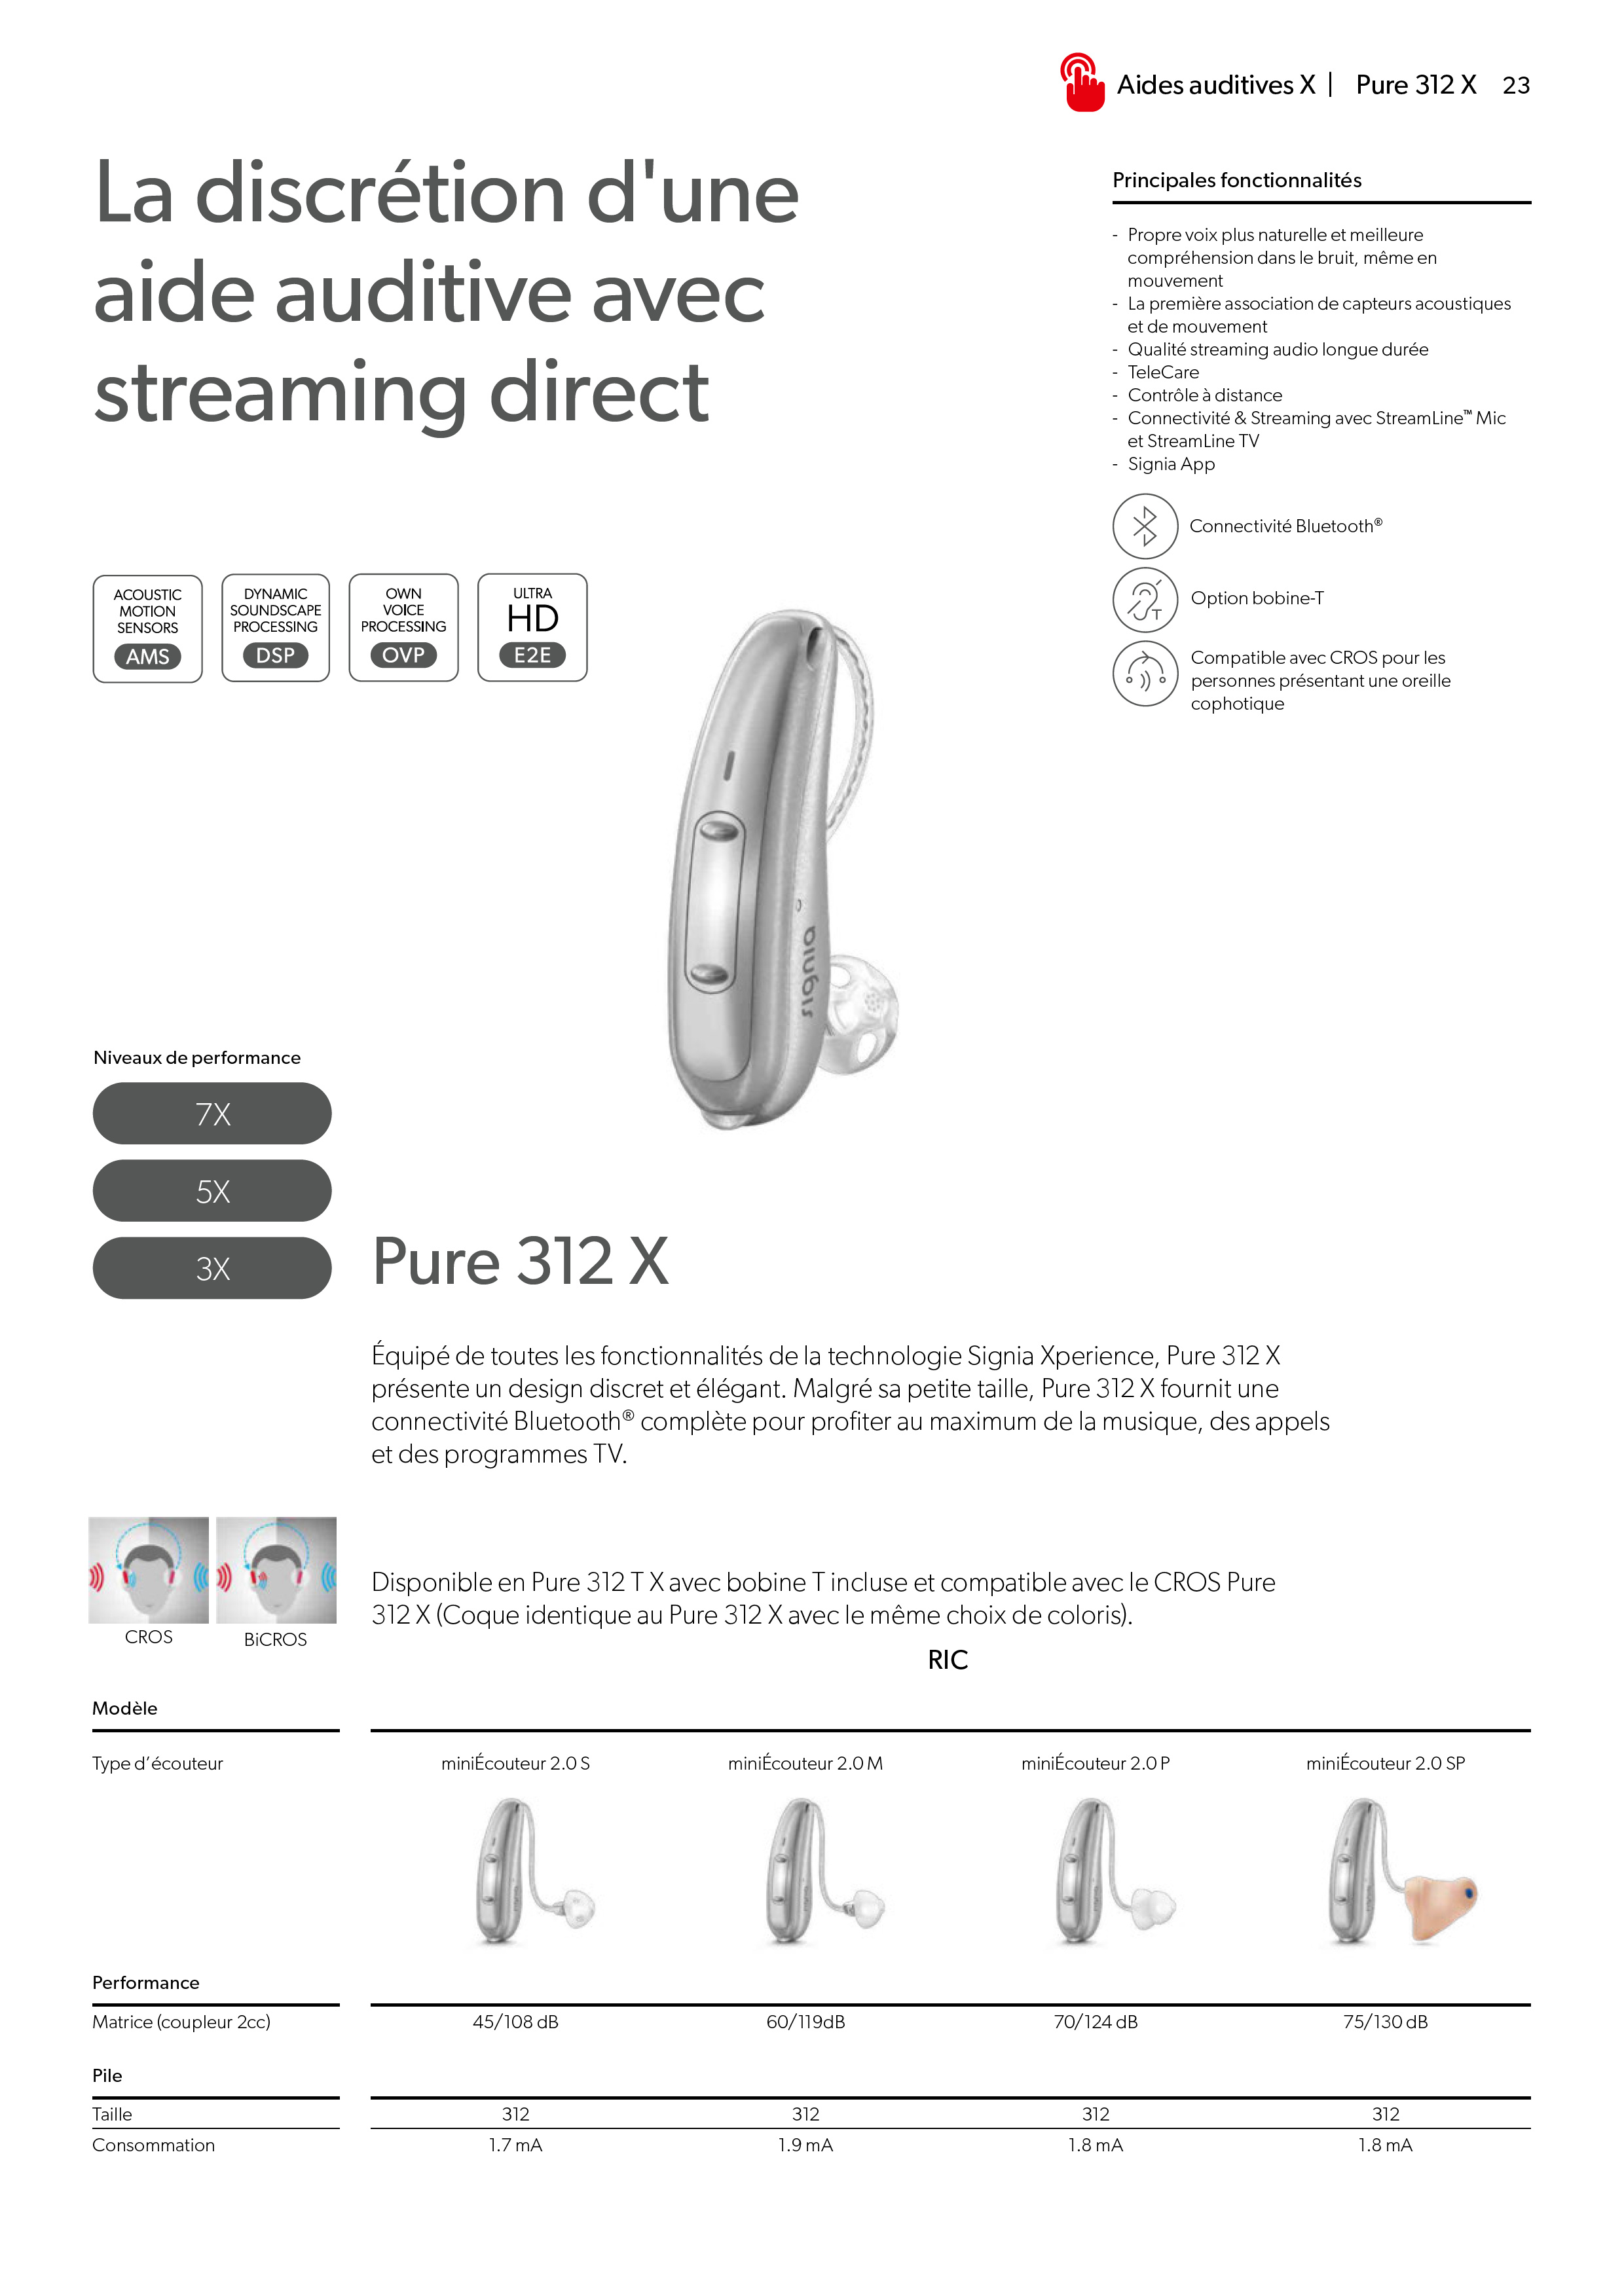 Aides auditives X | Pure 312 X 23
La discrétion d'une
aide auditive avec
streaming direct
Principales fonctionnalités
- Propre voix plus naturelle et meilleure
compréhension dans le bruit, même en
mouvement
- La première association de capteurs acoustiques
et de mouvement
- Qualité streaming audio longue durée
- TeleCare
- Contrôle à distance
- Connectivité & Streaming avec StreamLine™ Mic
et StreamLine TV
- Signia App
Connectivité Bluetooth®
Option bobine-T
T
Compatible avec CROS pour les
personnes présentant une oreille
cophotique
ACOUSTIC
MOTION
SENSORS
AMS
DYNAMIC
SOUNDSCAPE
PROCESSING
DSP
OWN
VOICE
PROCESSING
OVP
ULTRA
HD
E2E
signia
Niveaux de performance
7X
5X
3X
Pure 312 X
Équipé de toutes les fonctionnalités de la technologie Signia Xperience, Pure 312 X
présente un design discret et élégant. Malgré sa petite taille, Pure 312 X fournit une
connectivité Bluetooth® complète pour profiter au maximum de la musique, des appels
et des programmes TV.
CROS BiCROS
Disponible en Pure 312 T X avec bobine T incluse et compatible avec le CROS Pure
312 X (Coque identique au Pure 312 X avec le même choix de coloris).
RIC
Modèle
Type d’écouteur miniÉcouteur 2.0 S miniÉcouteur 2.0 M miniÉcouteur 2.0 P miniÉcouteur 2.0 SP
Performance
Matrice (coupleur 2cc) 45/108 dB 60/119dB 70/124 dB 75/130 dB
Pile
Taille 312 312 312 312
Consommation 1.7 mA 1.9 mA 1.8 mA 1.8 mA